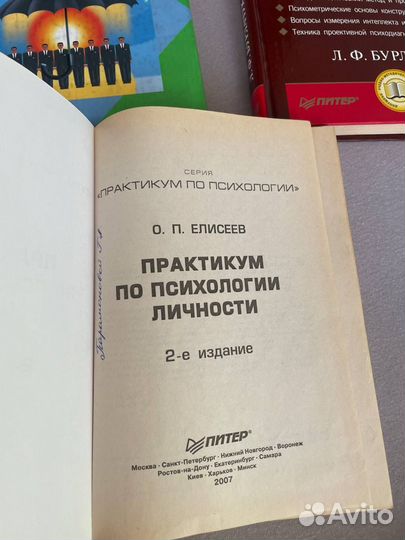 Психометрические основы конструи
Вопросы измерения интеллекта и
Техника проективной психодиагн
Л. Ф. БУРЛ
ПИТЕР
СЕРИЯ
«ПРАКТИКУМ ПО ПСИХОЛОГИИ»
О. П. ЕЛИСЕЕВ
ПРАКТИКУМ
ПО ПСИХОЛОГИИ
ЛИЧНОСТИ
2-е издание
ПИТЕР
Москва · Санкт-Петербург · Нижний Новгород · Воронеж
Ростов-на-Дону · Екатеринбург · Самара
Киев · Харьков · Минск
2007
Avito